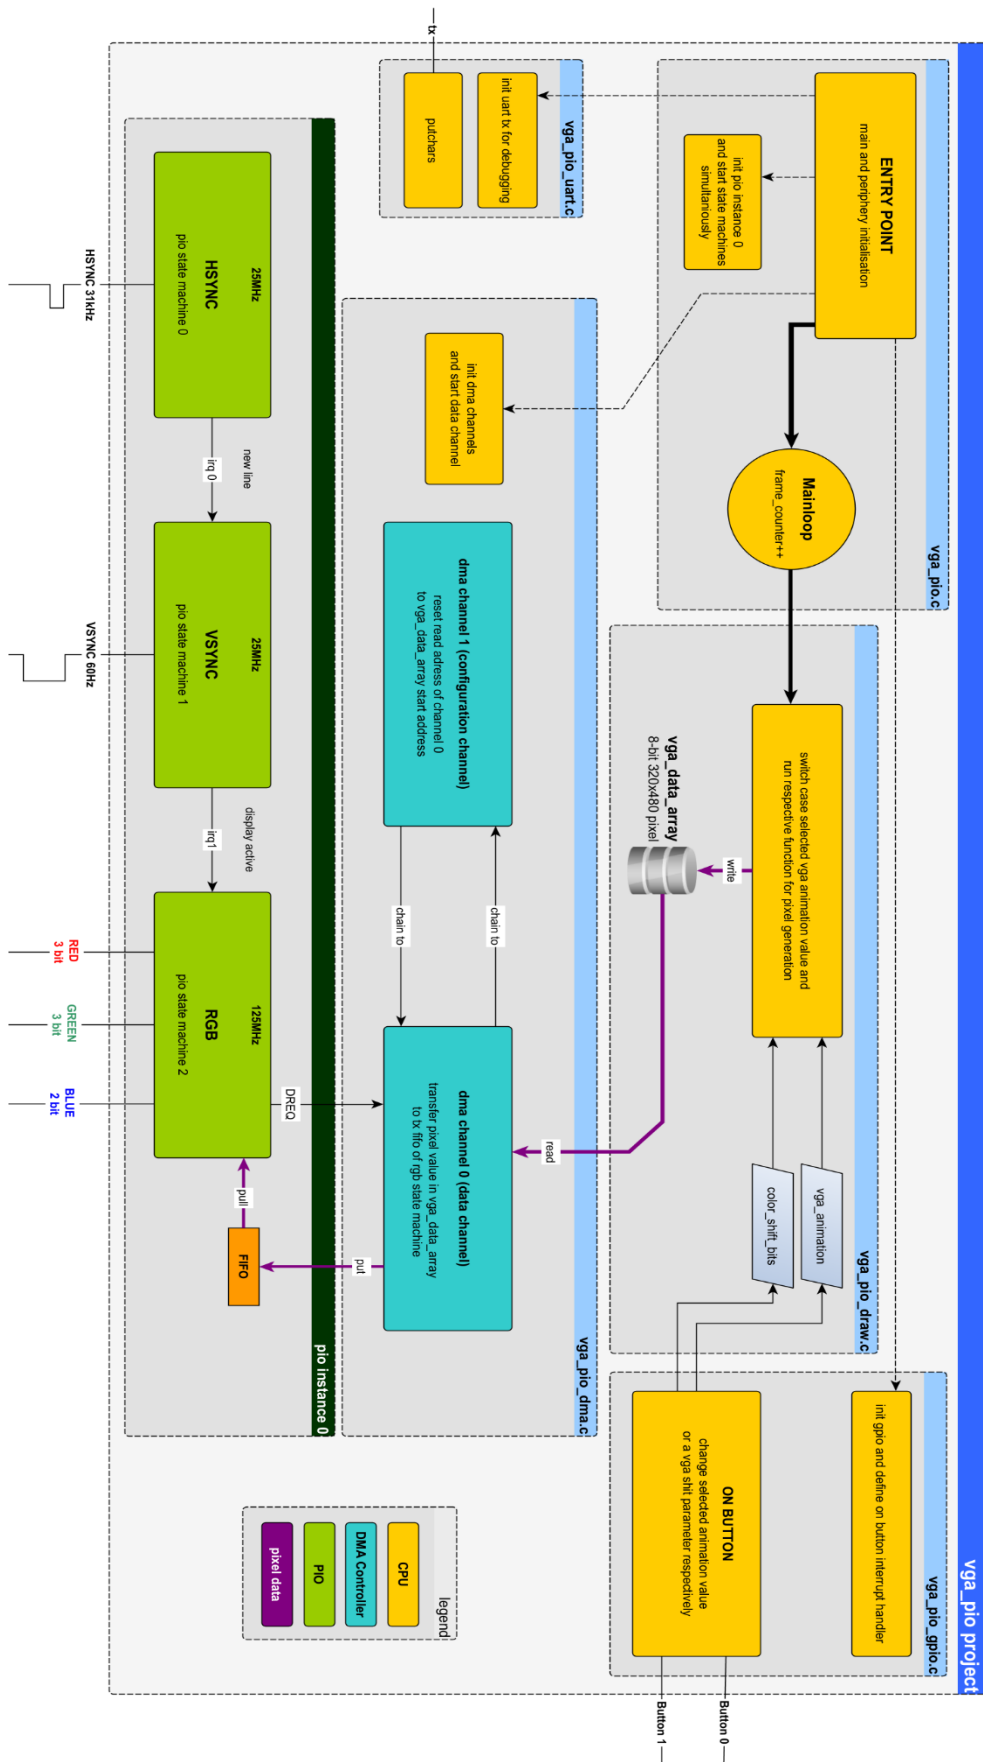 vga_pio project
vga_pio.c
ENTRY POINT
main and periphery initialisation
init pio instance 0
and start state machines
simultaniously
Mainloop
frame_counter++
vga_pio_draw.c
switch case selected vga animation value and
run respective function for pixel generation
vga_animation
color_shift_bits
write
vga_data_array
8-bit 320x480 pixel
read
vga_pio_gpio.c
init gpio and define on button interrupt handler
ON BUTTON
change selected animation value
or a vga shit parameter respectively
Button 0
Button 1
vga_pio_uart.c
init uart tx for debugging
putchars
tx
vga_pio_dma.c
init dma channels
and start data channel
dma channel 1 (configuration channel)
reset read adress of channel 0
to vga_data_array start address
chain to
chain to
dma channel 0 (data channel)
transfer pixel value in vga_data_array
to tx fifo of rgb state machine
DREQ
put
pio instance 0
25MHz
HSYNC
pio state machine 0
new line
irq 0
25MHz
VSYNC
pio state machine 1
display active
irq1
125MHz
RGB
pio state machine 2
pull
FIFO
HSYNC 31kHz
VSYNC 60Hz
RED
3 bit
GREEN
3 bit
BLUE
2 bit
legend
CPU
DMA Controller
PIO
pixel data